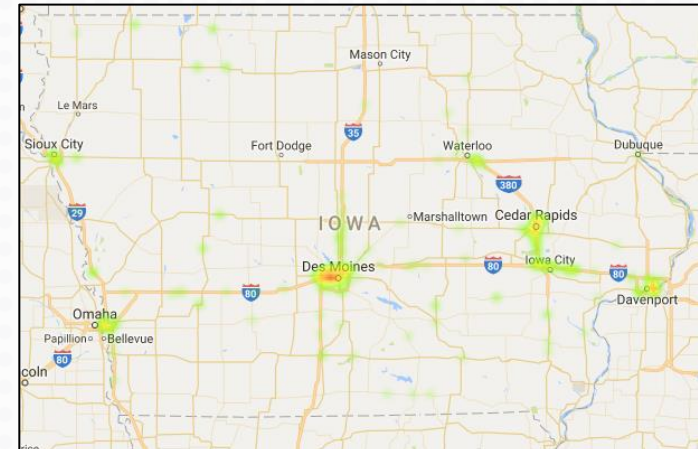 Mason City
Le Mars
Sioux City
Fort Dodge
Waterloo
Dubuque
35
380
29
IOWA
Marshalltown
Cedar Rapids
Des Moines
Iowa City
80
80
80
Davenport
Omaha
Papillion
Bellevue
80
coln